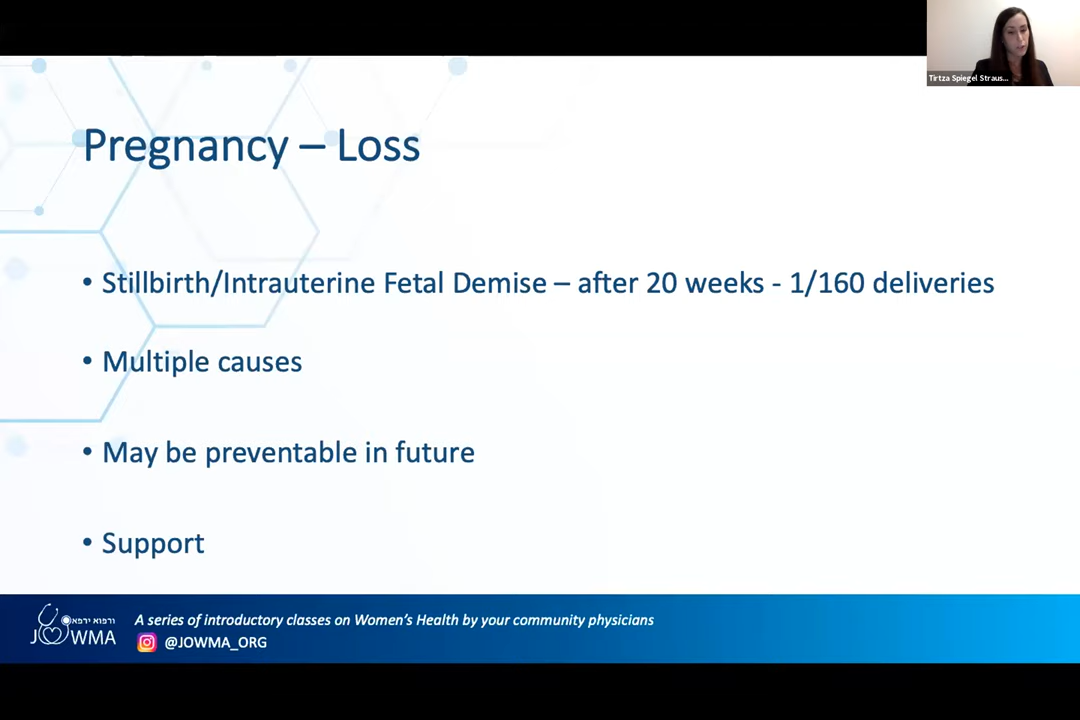 Tirtza Spiegel Straus...
Pregnancy – Loss
• Stillbirth/Intrauterine Fetal Demise – after 20 weeks - 1/160 deliveries
• Multiple causes
• May be preventable in future
• Support
ורפוא ירפא
JOWMA
A series of introductory classes on Women's Health by your community physicians
@JOWMA_ORG